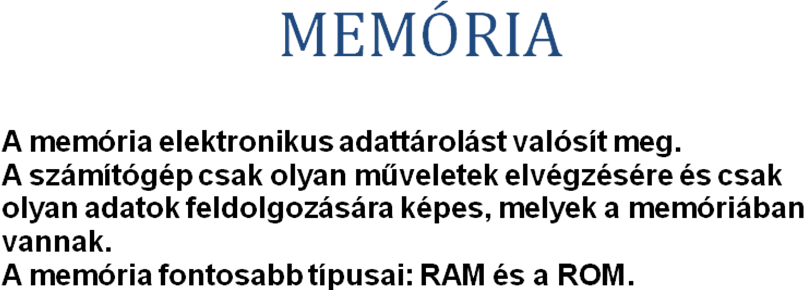 MEMÓRIA
A memória elektronikus adattárolást valósít meg.
A számítógép csak olyan műveletek elvégzésére és csak
olyan adatok feldolgozására képes, melyek a memóriában
vannak.
A memória fontosabb típusai: RAM és a ROM.